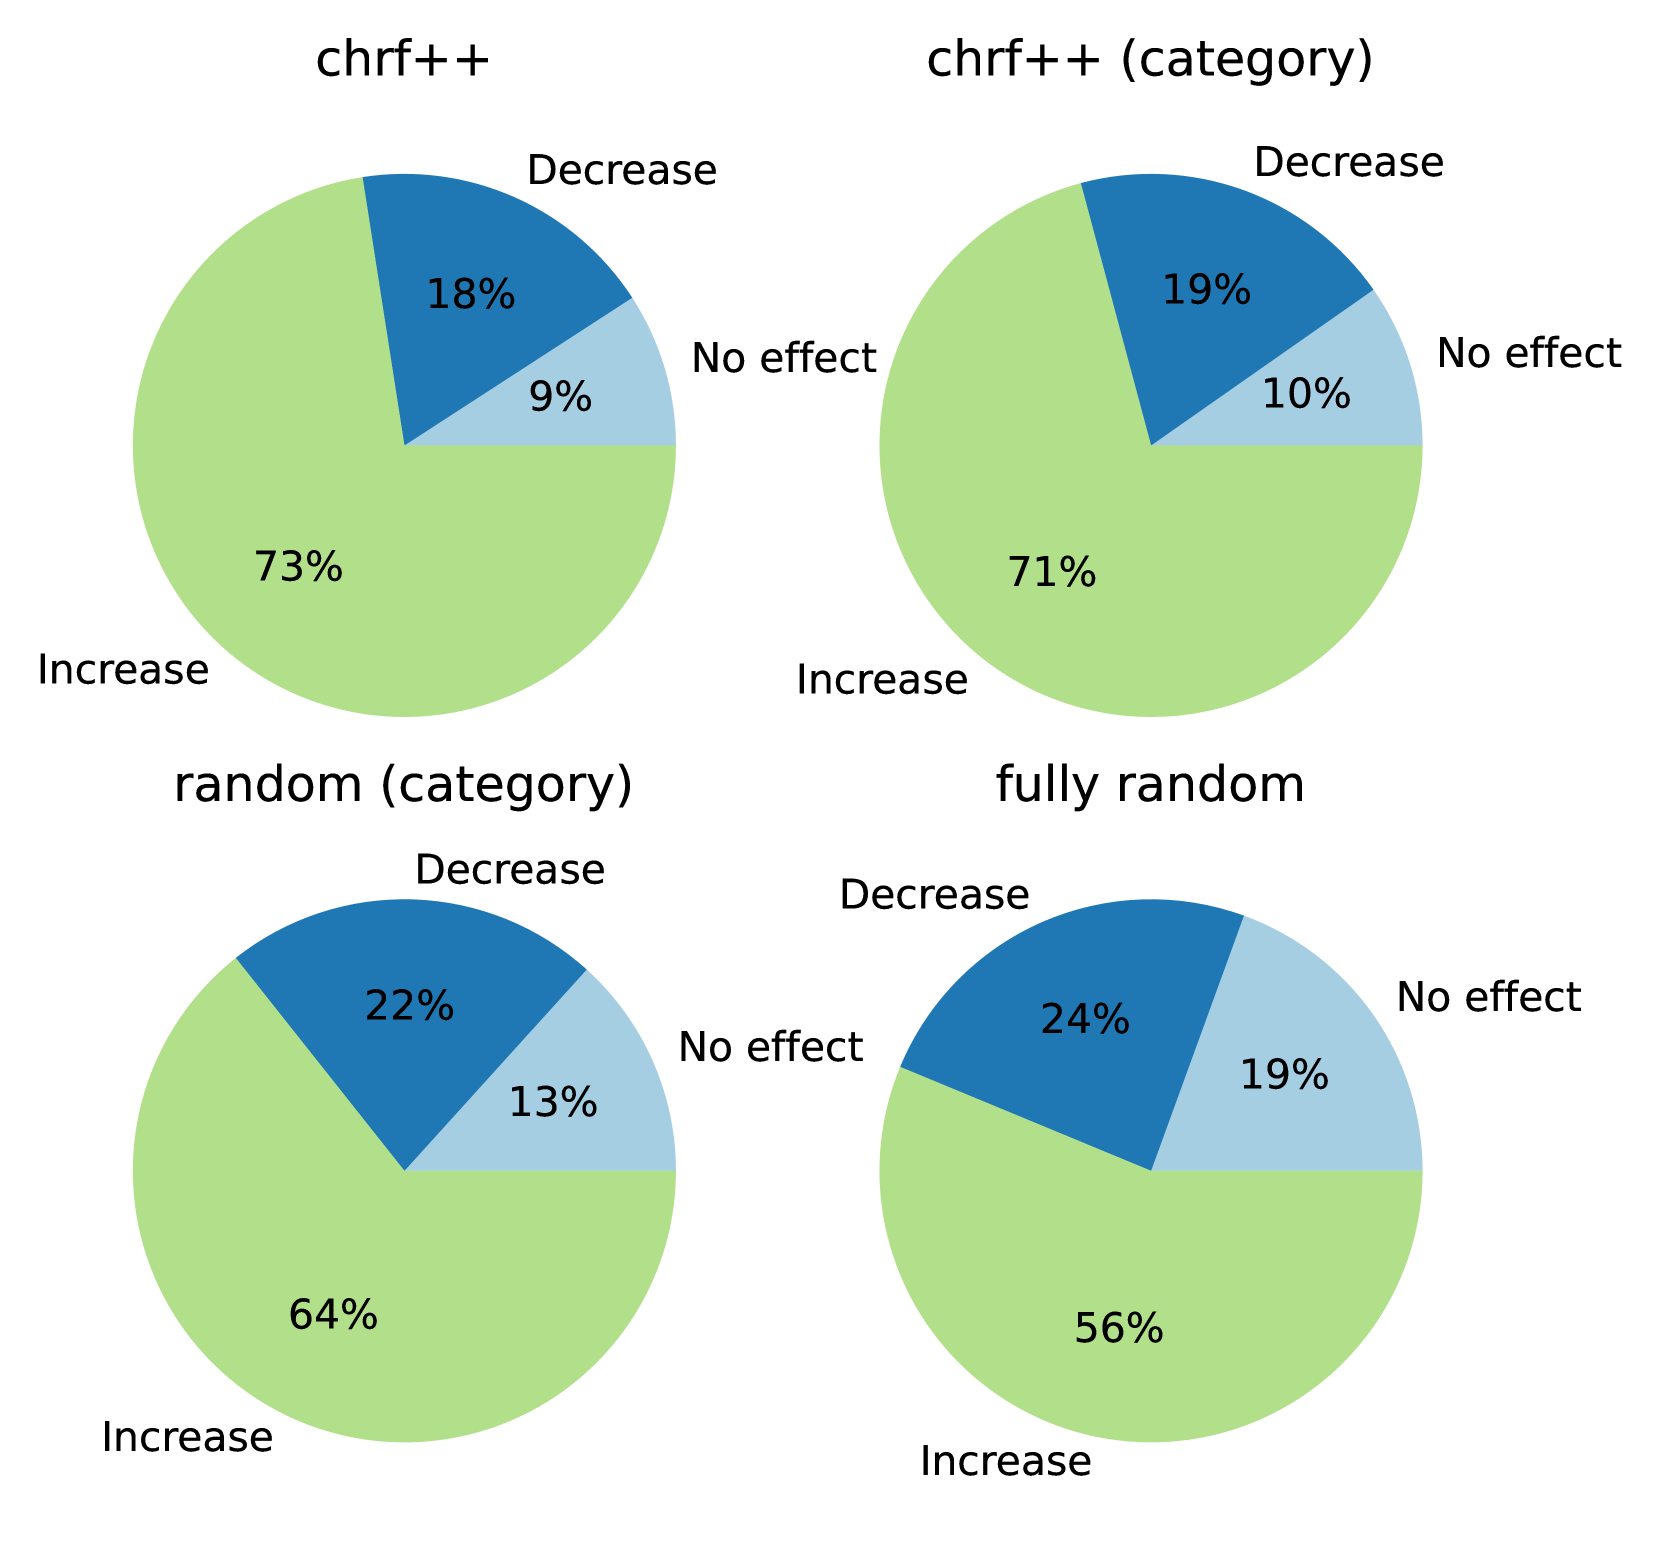 chrf++
Decrease
18%
No effect
9%
73%
Increase
chrf++ (category)
Decrease
19%
No effect
10%
71%
Increase
random (category)
Decrease
22%
No effect
13%
64%
Increase
fully random
Decrease
24%
No effect
19%
56%
Increase